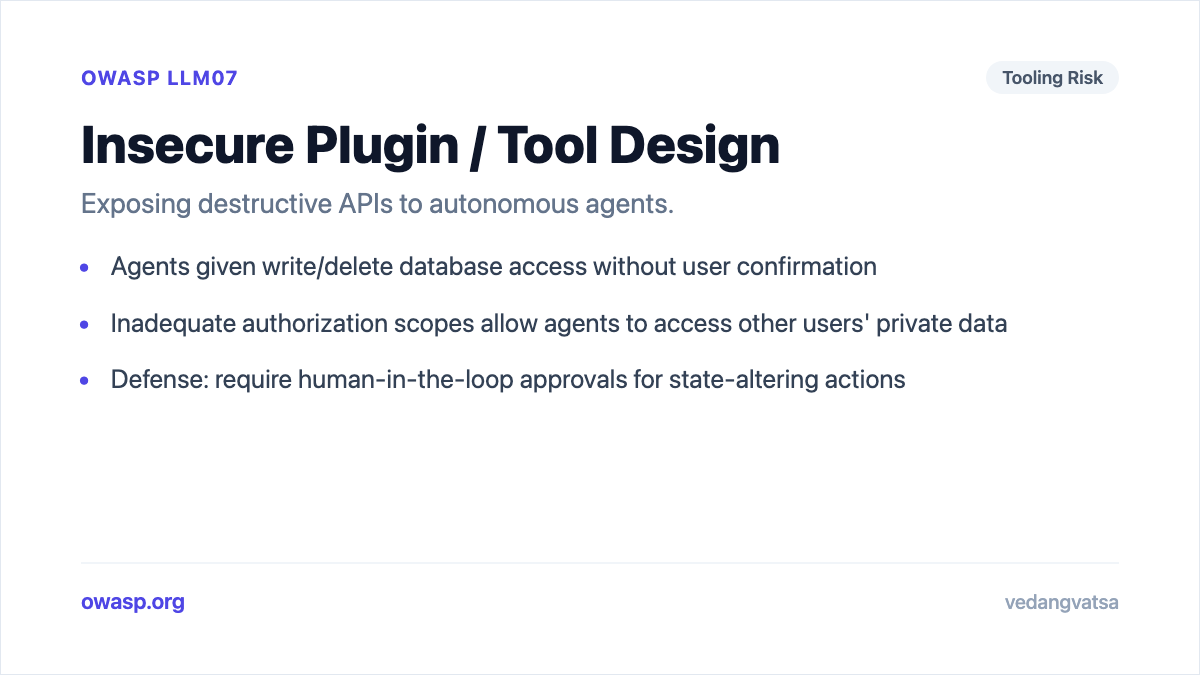 OWASP LLM07
Tooling Risk
Insecure Plugin / Tool Design
Exposing destructive APIs to autonomous agents.
• Agents given write/delete database access without user confirmation
• Inadequate authorization scopes allow agents to access other users' private data
• Defense: require human-in-the-loop approvals for state-altering actions
owasp.org
vedangvatsa